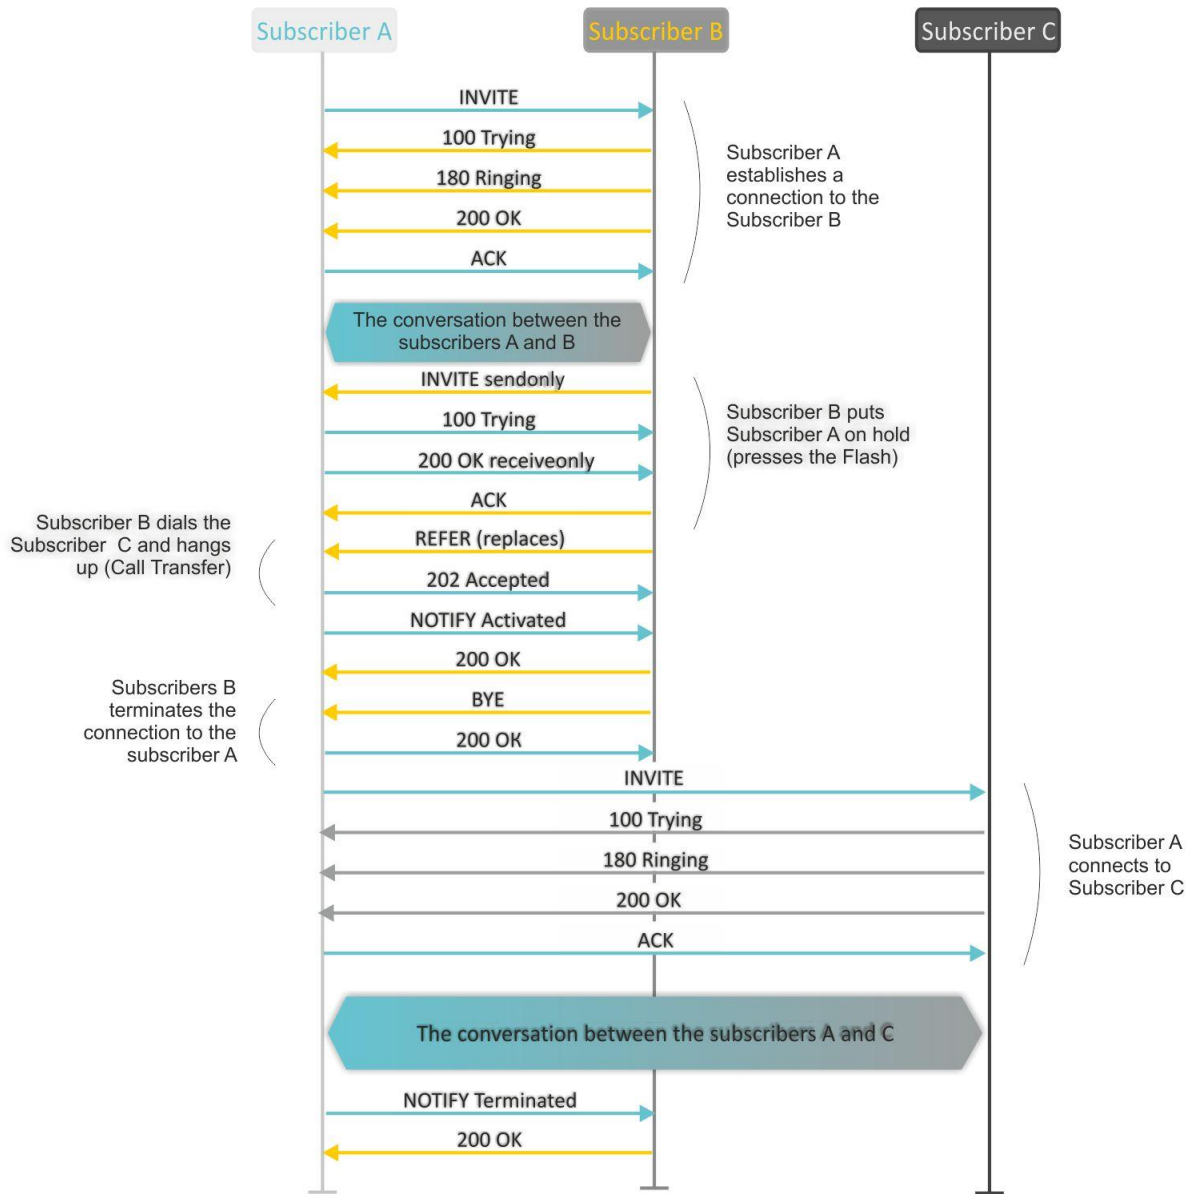 Subscriber A
Subscriber B
Subscriber C
INVITE
100 Trying
180 Ringing
200 OK
ACK
Subscriber A
establishes a
connection to the
Subscriber B
The conversation between the
subscribers A and B
INVITE sendonly
100 Trying
200 OK receiveonly
ACK
Subscriber B puts
Subscriber A on hold
(presses the Flash)
Subscriber B dials the
Subscriber C and hangs
up (Call Transfer)
REFER (replaces)
202 Accepted
NOTIFY Activated
200 OK
Subscribers B
terminates the
connection to the
subscriber A
BYE
200 OK
INVITE
100 Trying
180 Ringing
200 OK
ACK
Subscriber A
connects to
Subscriber C
The conversation between the subscribers A and C
NOTIFY Terminated
200 OK